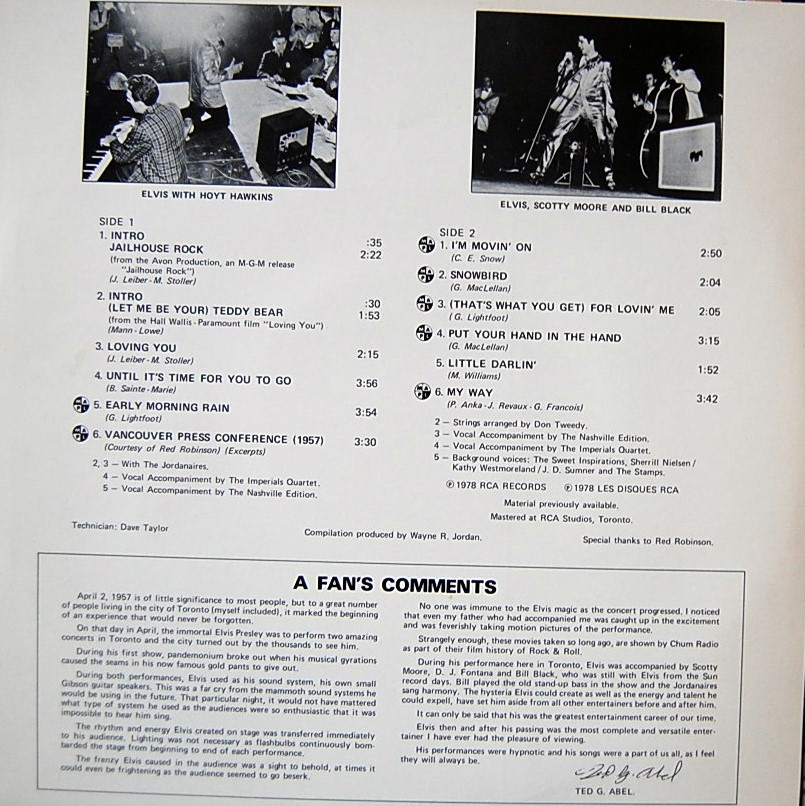 ELVIS WITH HOYT HAWKINS
ELVIS, SCOTTY MOORE AND BILL BLACK
SIDE 1
1. INTRO :35
JAILHOUSE ROCK 2:22
(from the Avon Production, an M-G-M release
"Jailhouse Rock")
(J. Leiber - M. Stoller)
2. INTRO :30
(LET ME BE YOUR) TEDDY BEAR 1:53
(from the Hall Wallis - Paramount film "Loving You")
(Mann - Lowe)
3. LOVING YOU 2:15
(J. Leiber - M. Stoller)
4. UNTIL IT'S TIME FOR YOU TO GO 3:56
(B. Sainte-Marie)
5. EARLY MORNING RAIN 3:54
(G. Lightfoot)
6. VANCOUVER PRESS CONFERENCE (1957) 3:30
(Courtesy of Red Robinson) (Excerpts)
2, 3 — With The Jordanaires.
4 — Vocal Accompaniment by The Imperials Quartet.
5 — Vocal Accompaniment by The Nashville Edition.
SIDE 2
1. I'M MOVIN' ON 2:50
(C. E. Snow)
2. SNOWBIRD 2:04
(G. MacLellan)
3. (THAT'S WHAT YOU GET) FOR LOVIN' ME 2:05
(G. Lightfoot)
4. PUT YOUR HAND IN THE HAND 3:15
(G. MacLellan)
5. LITTLE DARLIN' 1:52
(M. Williams)
6. MY WAY 3:42
(P. Anka - J. Revaux - G. Francois)
2 — Strings arranged by Don Tweedy.
3 — Vocal Accompaniment by The Nashville Edition.
4 — Vocal Accompaniment by The Imperials Quartet.
5 — Background voices: The Sweet Inspirations, Sherrill Nielsen/
Kathy Westmoreland/J. D. Sumner and The Stamps.
℗ 1978 RCA RECORDS ℗ 1978 LES DISQUES RCA
Material previously available.
Mastered at RCA Studios, Toronto.
Technician: Dave Taylor
Compilation produced by Wayne R. Jordan.
Special thanks to Red Robinson.
A FAN'S COMMENTS
April 2, 1957 is of little significance to most people, but to a great number
of people living in the city of Toronto (myself included), it marked the beginning
of an experience that would never be forgotten.
On that day in April, the immortal Elvis Presley was to perform two amazing
concerts in Toronto and the city turned out by the thousands to see him.
During his first show, pandemonium broke out when his musical gyrations
caused the seams in his now famous gold pants to give out.
During both performances, Elvis used as his sound system, his own small
Gibson guitar speakers. This was a far cry from the mammoth sound systems he
would be using in the future. That particular night, it would not have mattered
what type of system he used as the audiences were so enthusiastic that it was
impossible to hear him sing.
The rhythm and energy Elvis created on stage was transferred immediately
to his audience. Lighting was not necessary as flashbulbs continuously bom-
barded the stage from beginning to end of each performance.
The frenzy Elvis caused in the audience was a sight to behold, at times it
could even be frightening as the audience seemed to go beserk.
No one was immune to the Elvis magic as the concert progressed. I noticed
that even my father who had accompanied me was caught up in the excitement
and was feverishly taking motion pictures of the performance.
Strangely enough, these movies taken so long ago, are shown by Chum Radio
as part of their film history of Rock & Roll.
During his performance here in Toronto, Elvis was accompanied by Scotty
Moore, D. J. Fontana and Bill Black, who was still with Elvis from the Sun
record days. Bill played the old stand-up bass in the show and the Jordanaires
sang harmony. The hysteria Elvis could create as well as the energy and talent he
could expell, have set him aside from all other entertainers before and after him.
It can only be said that he was the greatest entertainment career of our time.
Elvis then and after his passing was the most complete and versatile enter-
tainer I have ever had the pleasure of viewing.
His performances were hypnotic and his songs were a part of us all, as I feel
they will always be.
Ted G. Abel
TED G. ABEL.